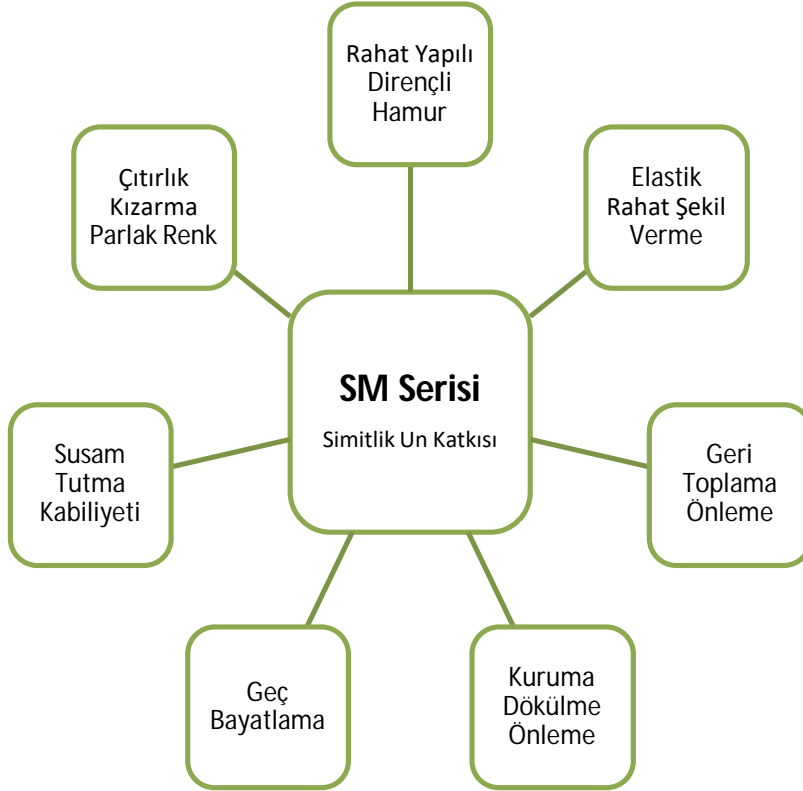 Rahat Yapılı
Dirençli
Hamur
Çıtırlık
Kızarma
Parlak Renk
Elastik
Rahat Şekil
Verme
SM Serisi
Simitlik Un Katkısı
Susam
Tutma
Kabiliyeti
Geri
Toplama
Önleme
Geç
Bayatlama
Kuruma
Dökülme
Önleme